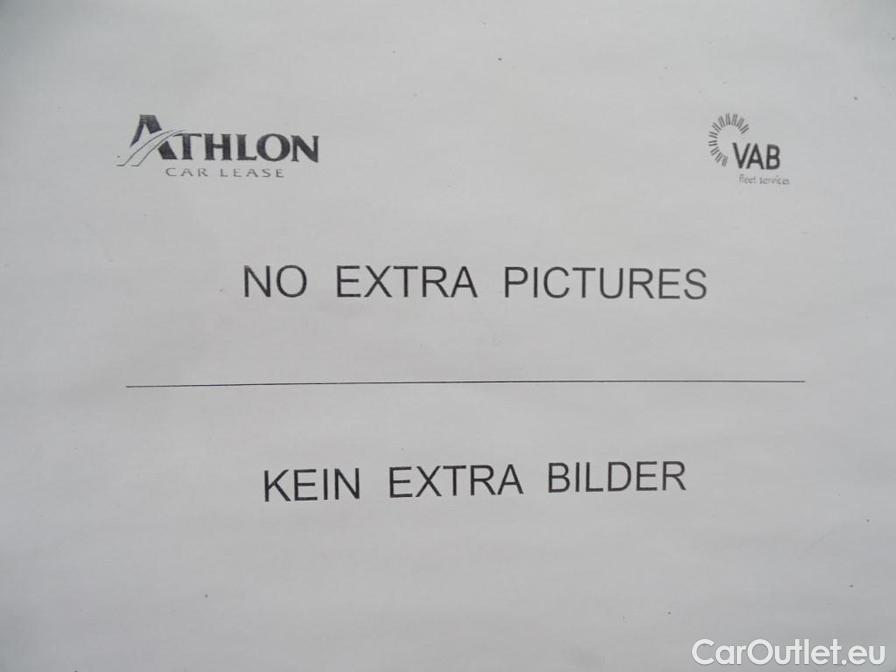 ATHLON
CAR LEASE
VAB
fleet services
NO EXTRA PICTURES
KEIN EXTRA BILDER
CarOutlet.eu